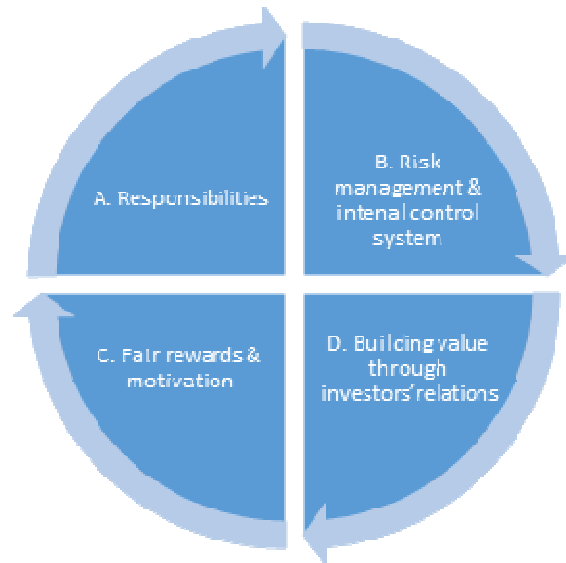 A. Responsibilities
B. Risk
management &
intenal control
system
C. Fair rewards &
motivation
D. Building value
through
investors’relations